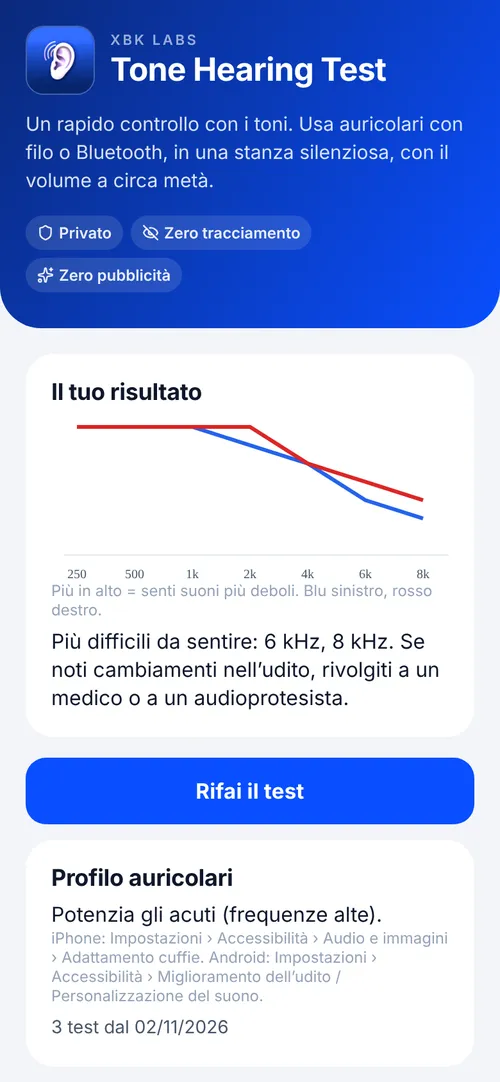 XBK LABS
Tone Hearing Test
Un rapido controllo con i toni. Usa auricolari con
filo o Bluetooth, in una stanza silenziosa, con il
volume a circa metà.
Privato
Zero tracciamento
Zero pubblicità
Il tuo risultato
250 500 1k 2k 4k 6k 8k
Più in alto = senti suoni più deboli. Blu sinistro, rosso
destro.
Più difficili da sentire: 6 kHz, 8 kHz. Se
noti cambiamenti nell’udito, rivolgiti a un
medico o a un audioprotesista.
Rifai il test
Profilo auricolari
Potenzia gli acuti (frequenze alte).
iPhone: Impostazioni › Accessibilità › Audio e immagini
› Adattamento cuffie. Android: Impostazioni ›
Accessibilità › Miglioramento dell’udito /
Personalizzazione del suono.
3 test dal 02/11/2026